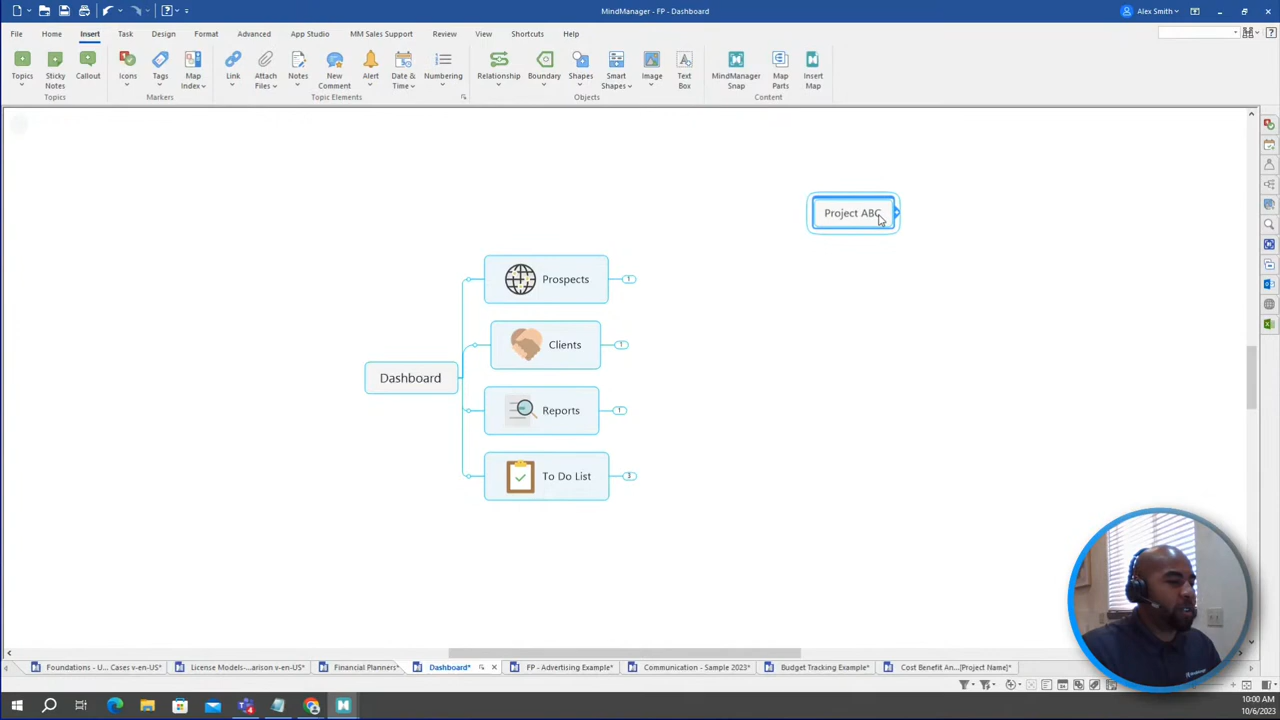 MindManager - FP - Dashboard
Alex Smith
File Home Insert Task Design Format Advanced App Studio MM Sales Support Review View Shortcuts Help
Topics
Sticky Notes
Callout
Icons
Tags
Map Index
Link
Attach Files
Notes
New Comment
Alert
Date & Time
Numbering
Relationship
Boundary
Shapes
Smart Shapes
Image
Text Box
MindManager Snap
Map Parts
Insert Map
Topics Markers Topic Elements Objects Content
Project ABC
Prospects 1
Clients 1
Dashboard
Reports 1
To Do List 3
Foundations - U... Cases v-en-US* License Models-...arison v-en-US* Financial Planners* Dashboard* FP - Advertising Example* Communication - Sample 2023* Budget Tracking Example* Cost Benefit An...[Project Name]*
10:00 AM
10/6/2023